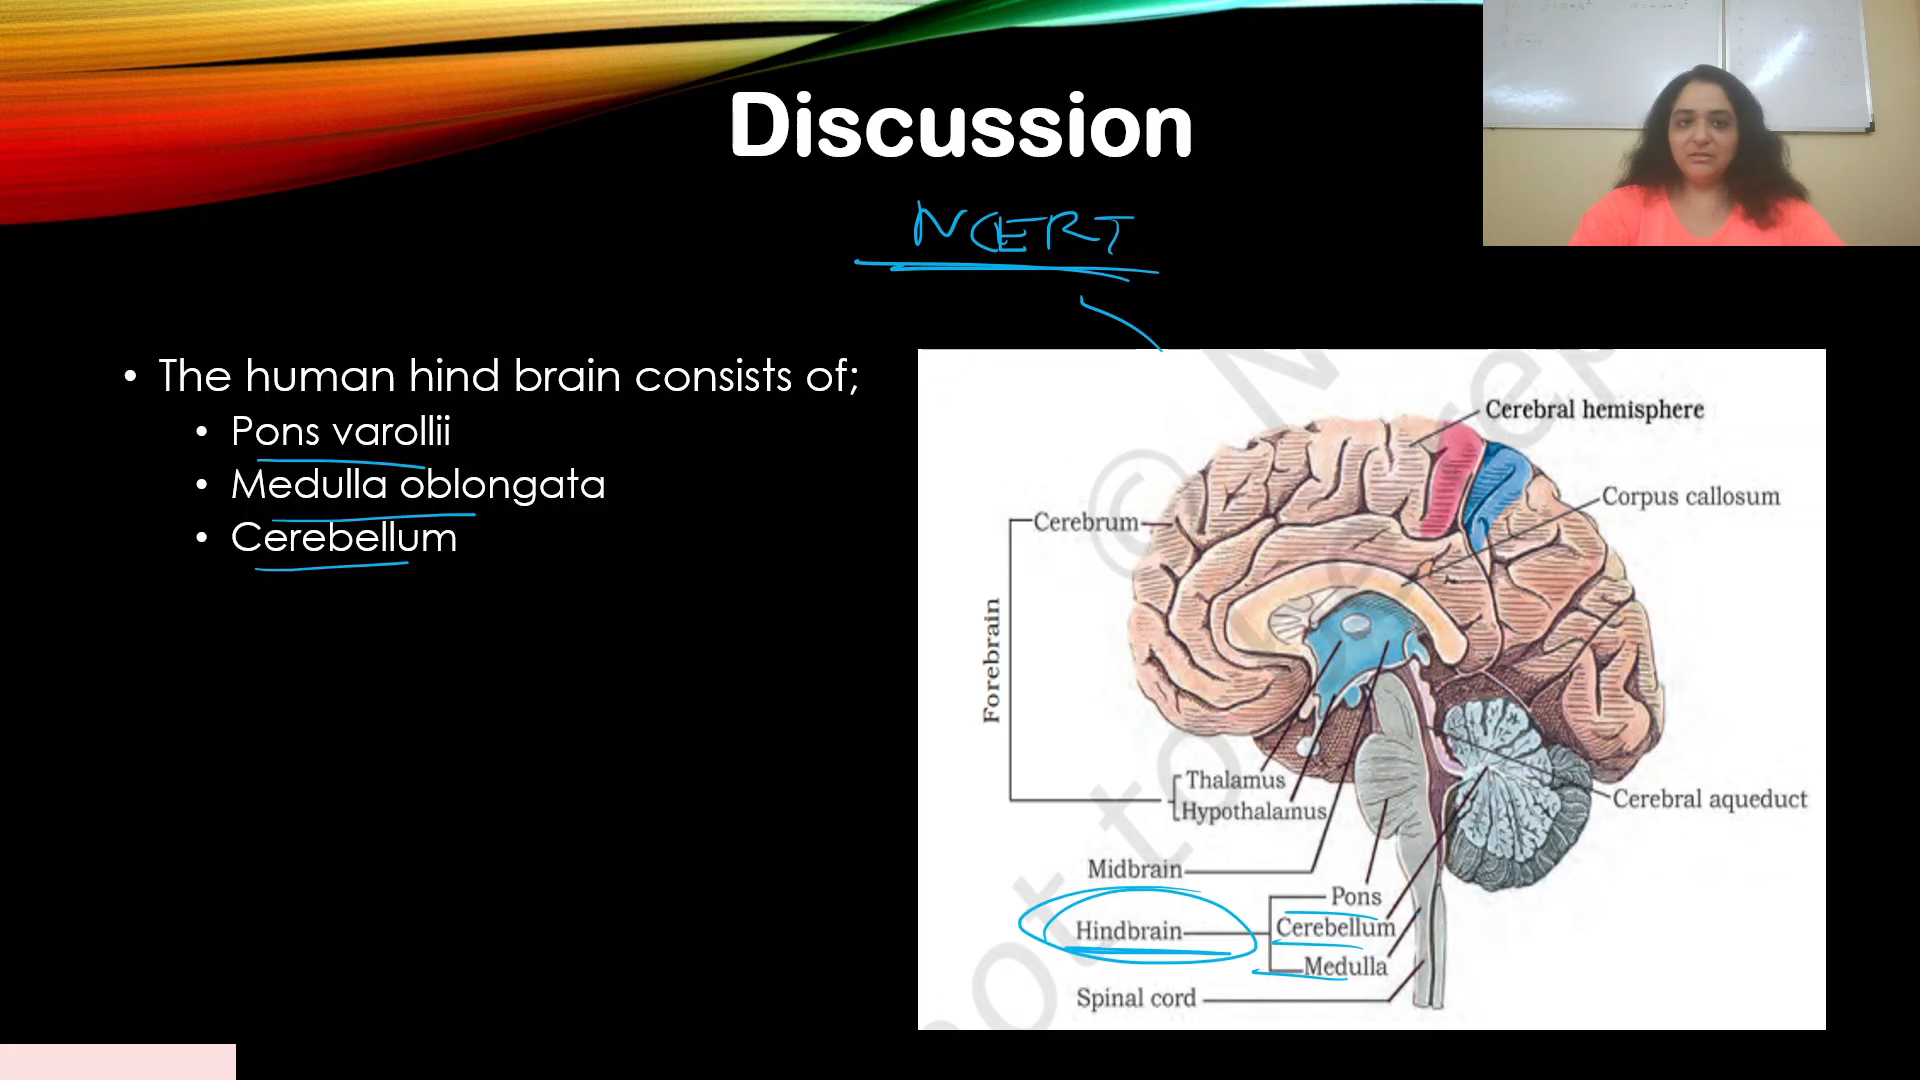 Discussion
NCERT
• The human hind brain consists of;
• Pons varollii
• Medulla oblongata
• Cerebellum
Cerebral hemisphere
Corpus callosum
Cerebrum
Forebrain
Thalamus
Hypothalamus
Cerebral aqueduct
Midbrain
Pons
Hindbrain
Cerebellum
Medulla
Spinal cord